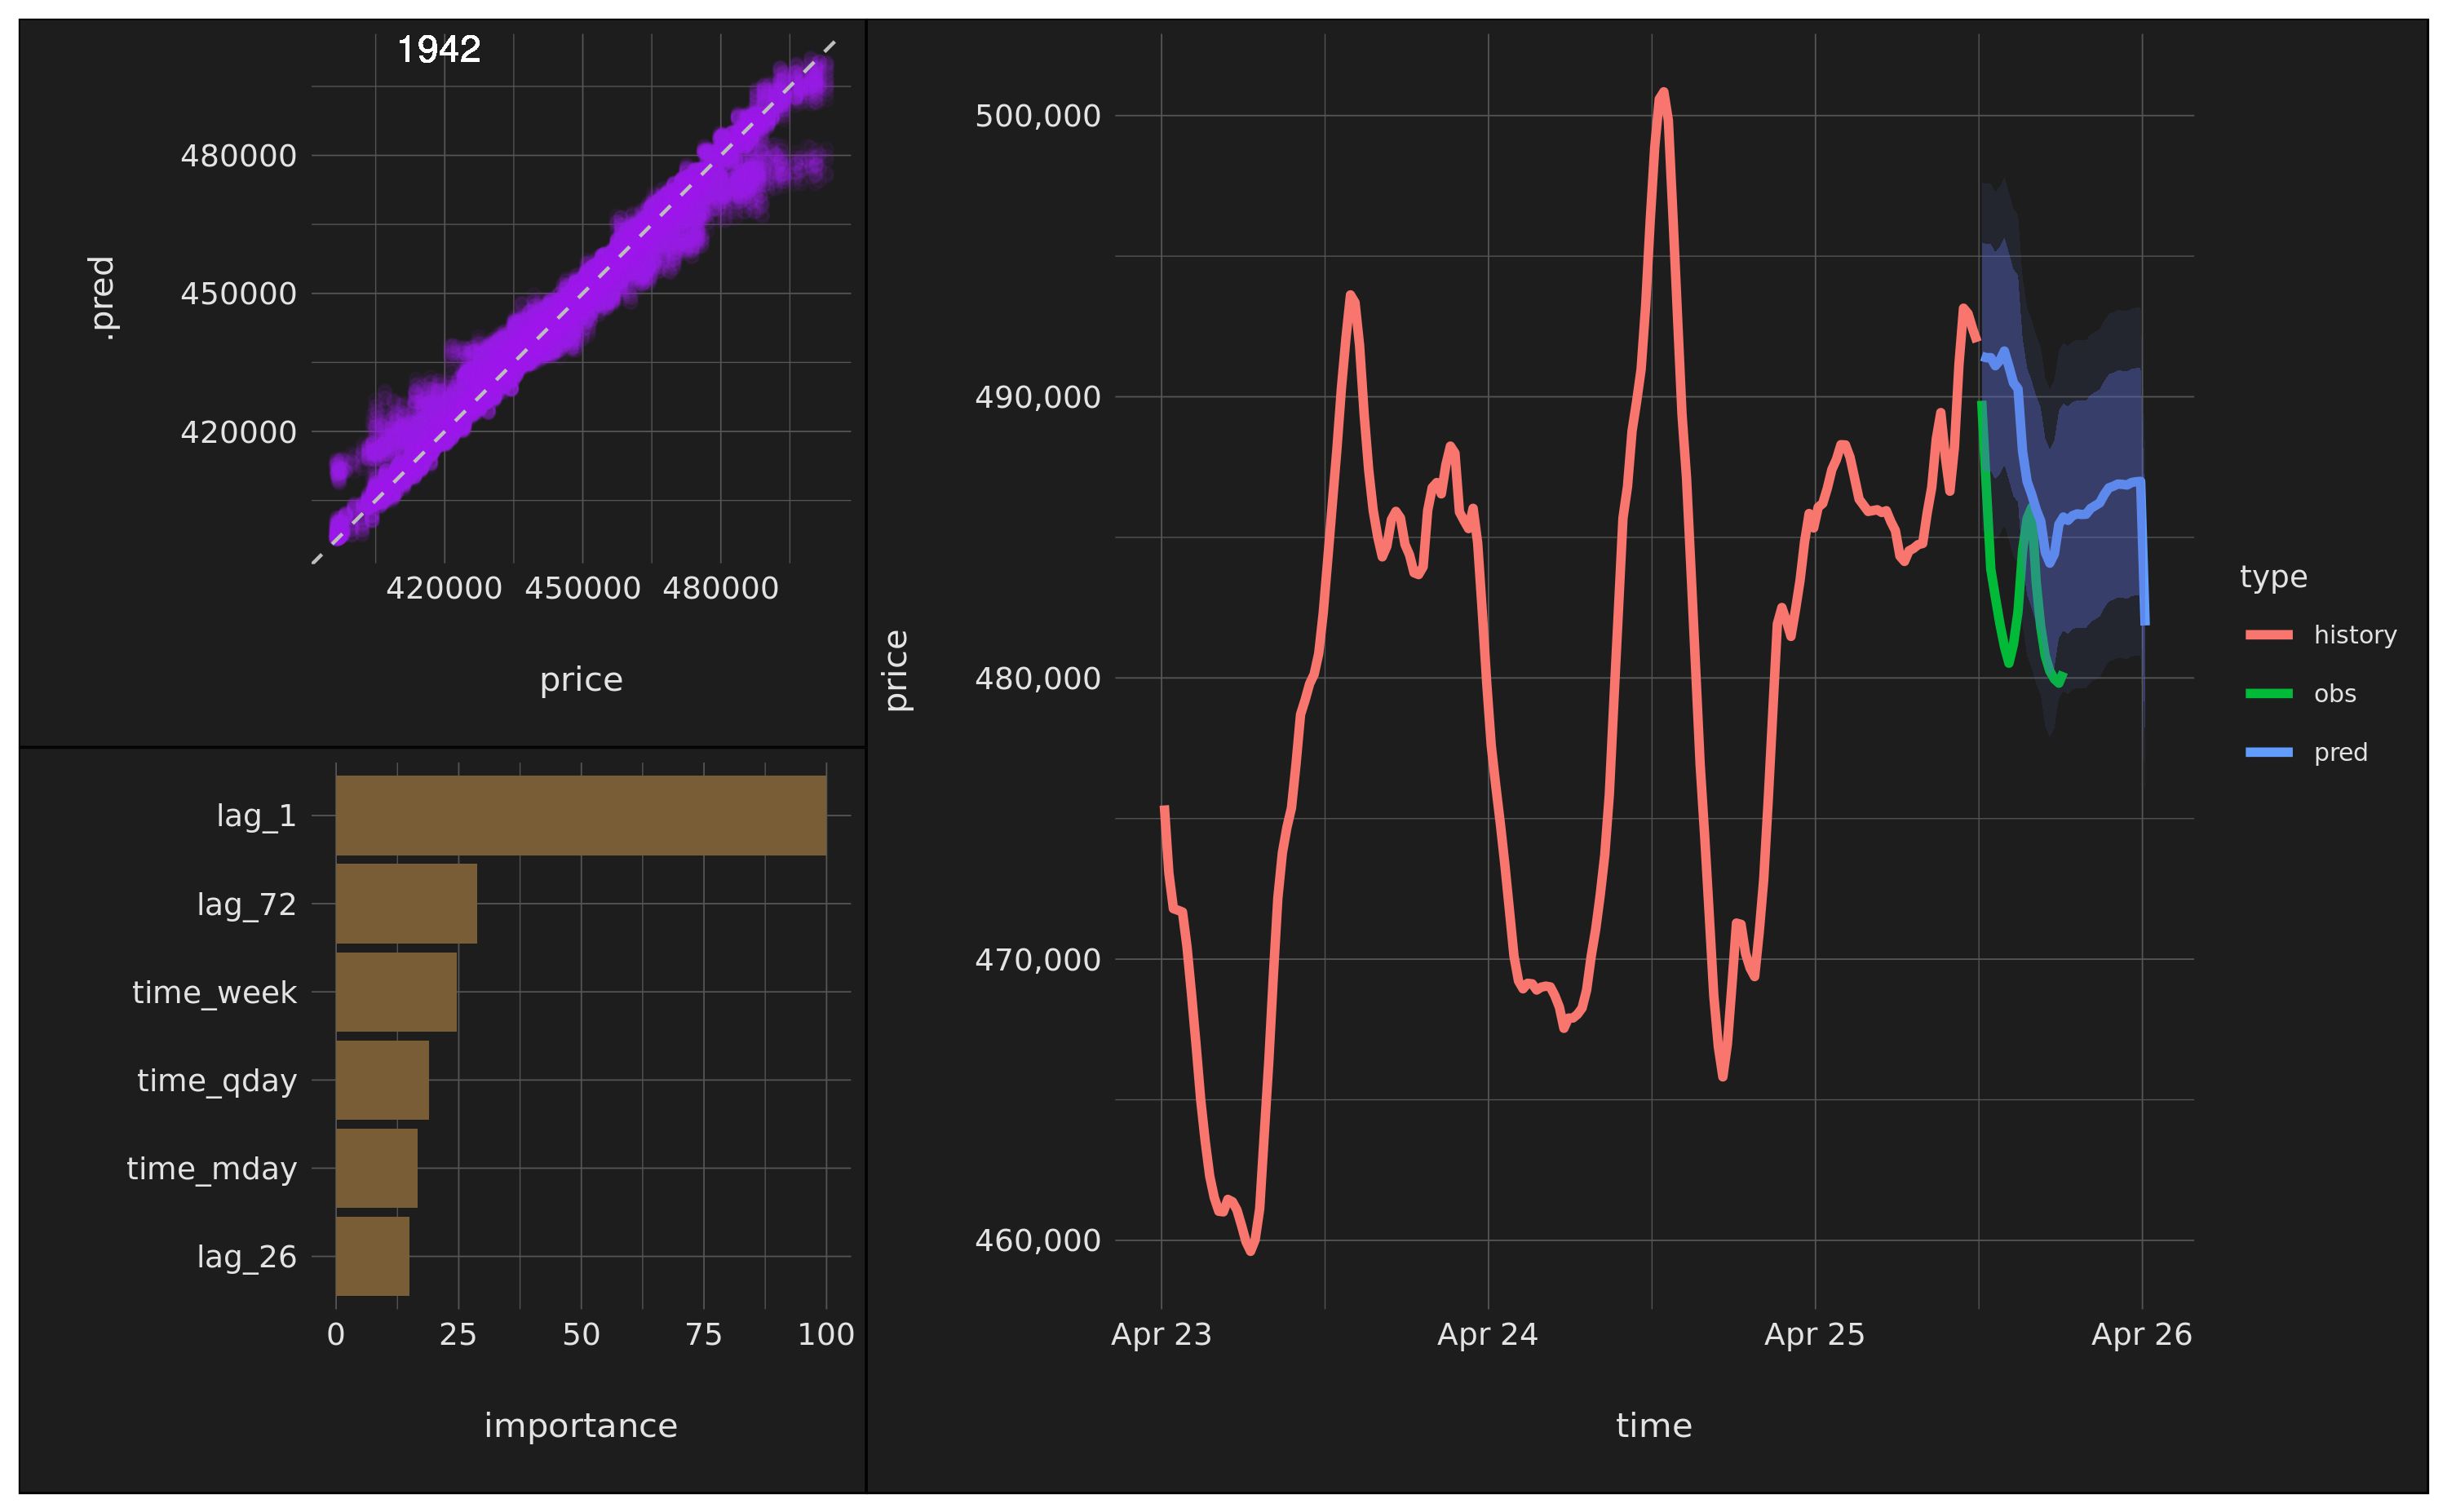 1942
480000
450000
420000
.pred
420000 450000 480000
price
lag_1
lag_72
time_week
time_qday
time_mday
lag_26
0 25 50 75 100
importance
500,000
490,000
480,000
470,000
460,000
price
Apr 23 Apr 24 Apr 25 Apr 26
time
type
history
obs
pred